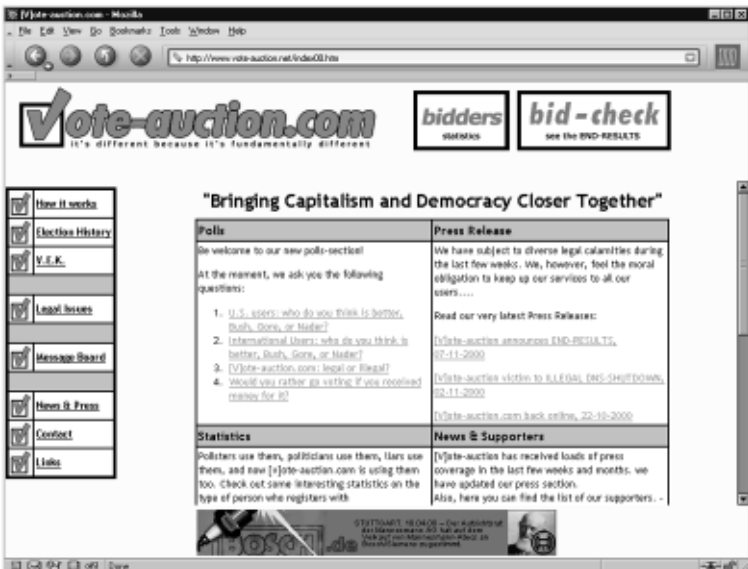 [V]ote-auction.com - Mozilla
File Edit View Go Bookmarks Tools Window Help
http://www.vote-auction.net/index00.htm
Vote-auction.com
it's different because it's fundamentally different
bidders
statistics
bid-check
see the END-RESULTS
How it works
Election History
V.E.K.
Legal Issues
Message Board
News & Press
Contact
Links
"Bringing Capitalism and Democracy Closer Together"
Polls
Be welcome to our new polls-section!
At the moment, we ask you the following
questions:
1. U.S. users: who do you think is better,
Bush, Gore, or Nader?
2. International Users: who do you think is
better, Bush, Gore, or Nader?
3. [V]ote-auction.com: legal or illegal?
4. Would you rather go voting if you received
money for it?
Press Release
We have subject to diverse legal calamities during
the last few weeks. We, however, feel the moral
obligation to keep up our services to all our
users....
Read our very latest Press Releases:
[V]ote-auction announces END-RESULTS,
07-11-2000
[V]ote-auction victim to ILLEGAL DNS-SHUTDOWN,
02-11-2000
[V]ote-auction.com back online, 22-10-2000
Statistics
Pollsters use them, politicians use them, liars use
them, and now [v]ote-auction.com is using them
too. Check out some interesting statistics on the
type of person who registers with
News & Supporters
[V]ote-auction has received loads of press
coverage in the last few weeks and months. we
have updated our press section.
Also, here you can find the list of our supporters. -
BOSCH.de
Done